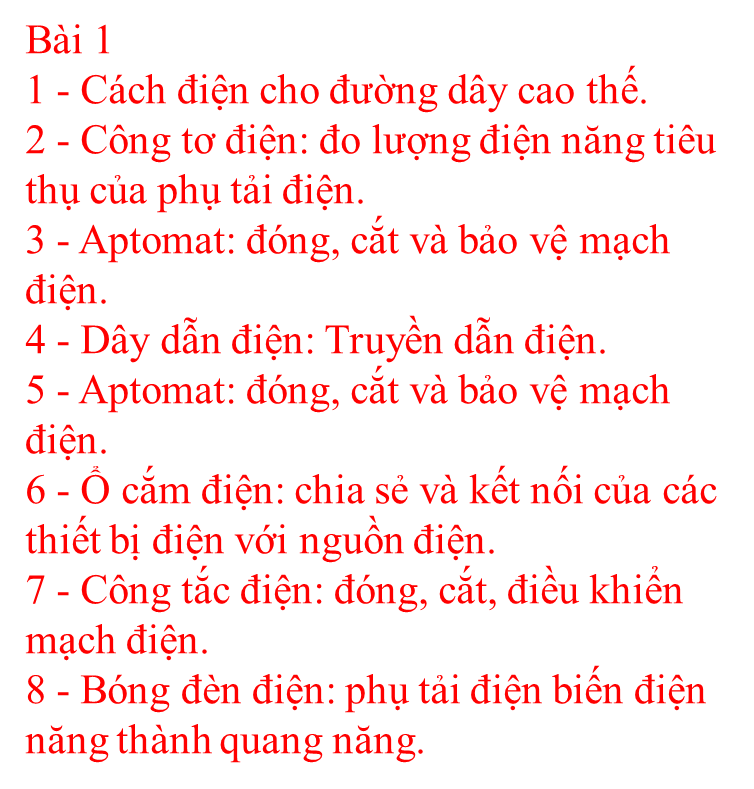 Bài 1
1 - Cách điện cho đường dây cao thế.
2 - Công tơ điện: đo lượng điện năng tiêu
thụ của phụ tải điện.
3 - Aptomat: đóng, cắt và bảo vệ mạch
điện.
4 - Dây dẫn điện: Truyền dẫn điện.
5 - Aptomat: đóng, cắt và bảo vệ mạch
điện.
6 - Ổ cắm điện: chia sẻ và kết nối của các
thiết bị điện với nguồn điện.
7 - Công tắc điện: đóng, cắt, điều khiển
mạch điện.
8 - Bóng đèn điện: phụ tải điện biến điện
năng thành quang năng.